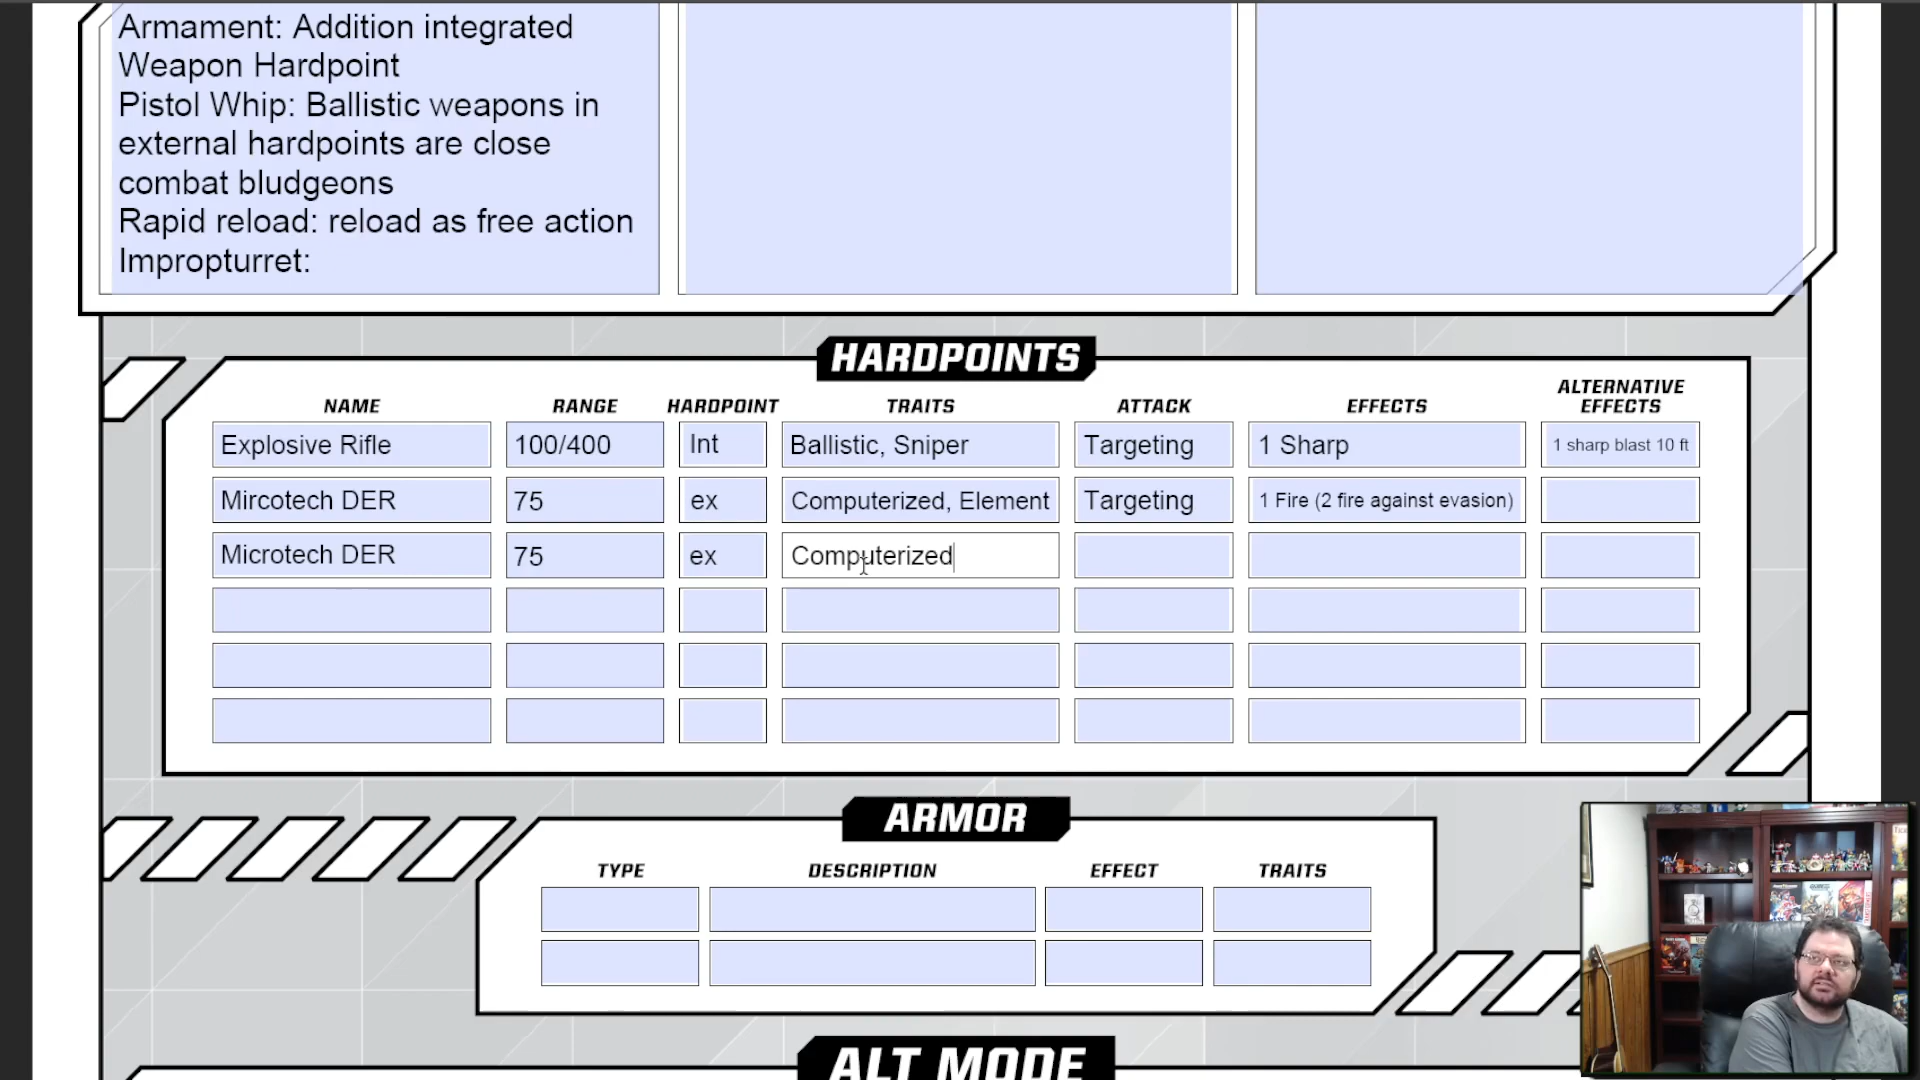 Armament: Addition integrated
Weapon Hardpoint
Pistol Whip: Ballistic weapons in
external hardpoints are close
combat bludgeons
Rapid reload: reload as free action
Impropturret:
HARDPOINTS
NAME RANGE HARDPOINT TRAITS ATTACK EFFECTS ALTERNATIVE EFFECTS
Explosive Rifle 100/400 Int Ballistic, Sniper Targeting 1 Sharp 1 sharp blast 10 ft
Mircotech DER 75 ex Computerized, Element Targeting 1 Fire (2 fire against evasion)
Microtech DER 75 ex Computerized
ARMOR
TYPE DESCRIPTION EFFECT TRAITS
ALT MODE